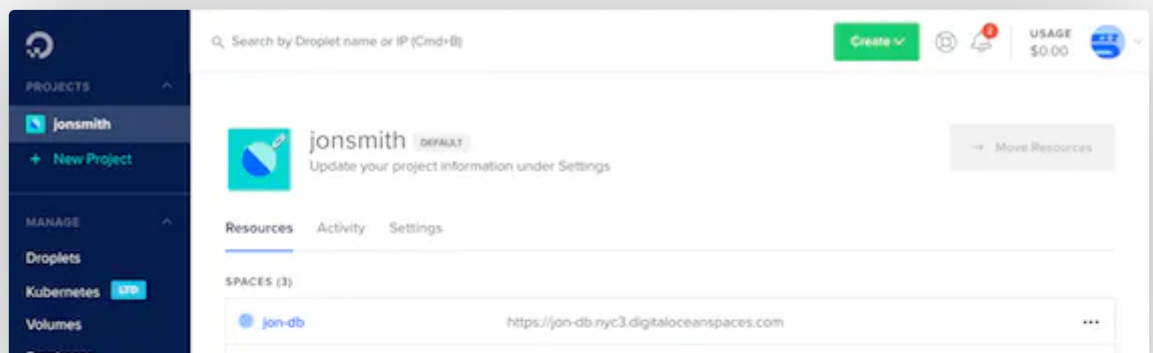 Search by Droplet name or IP (Cmd+B)
Create
2
USAGE
$0.00
PROJECTS
jonsmith
+ New Project
MANAGE
Droplets
Kubernetes LTD
Volumes
jonsmith DEFAULT
Update your project information under Settings
→ Move Resources
Resources Activity Settings
SPACES (3)
jon-db https://jon-db.nyc3.digitaloceanspaces.com ...